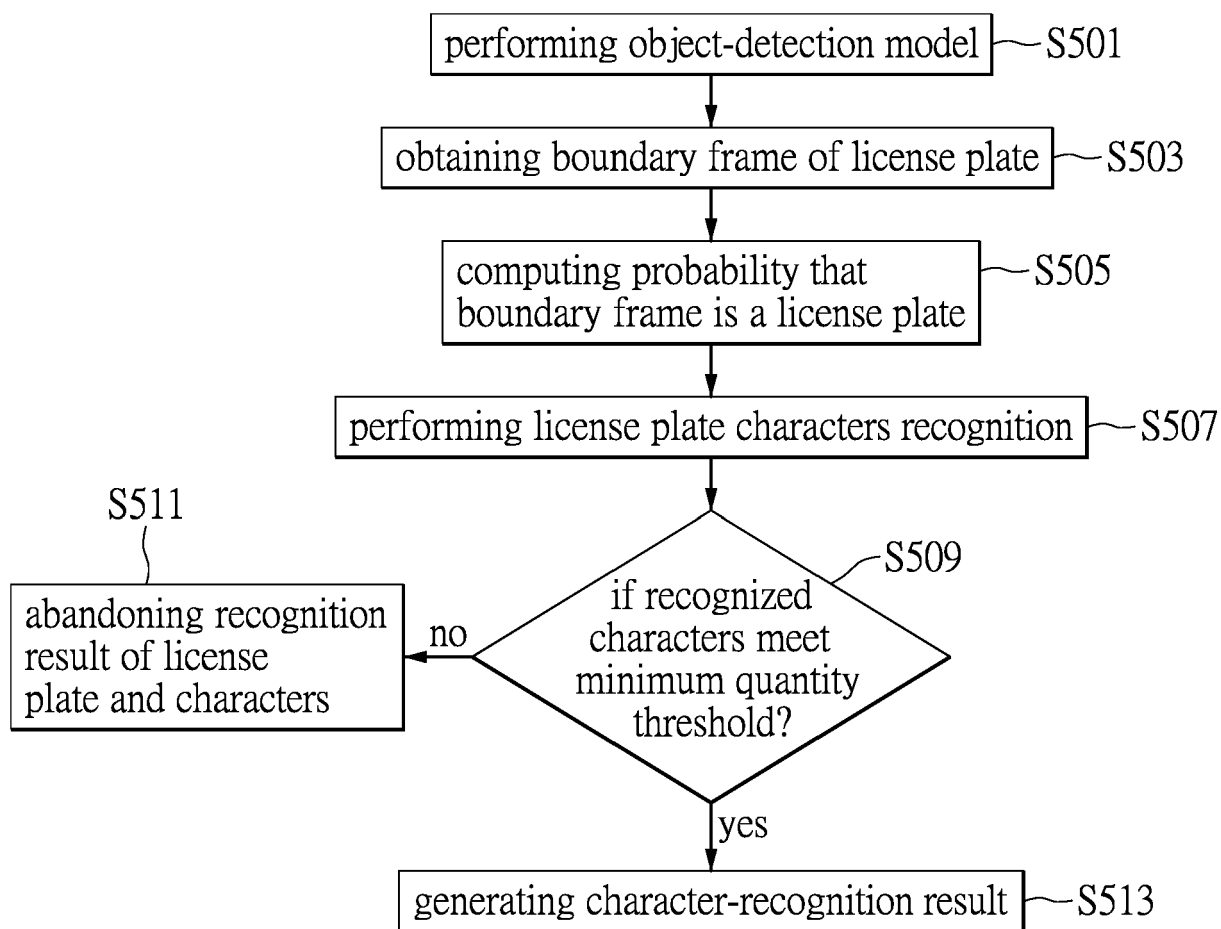 performing object-detection model
S501
obtaining boundary frame of license plate
S503
computing probability that
boundary frame is a license plate
S505
performing license plate characters recognition
S507
S511
abandoning recognition
result of license
plate and characters
no
S509
if recognized
characters meet
minimum quantity
threshold?
yes
generating character-recognition result
S513